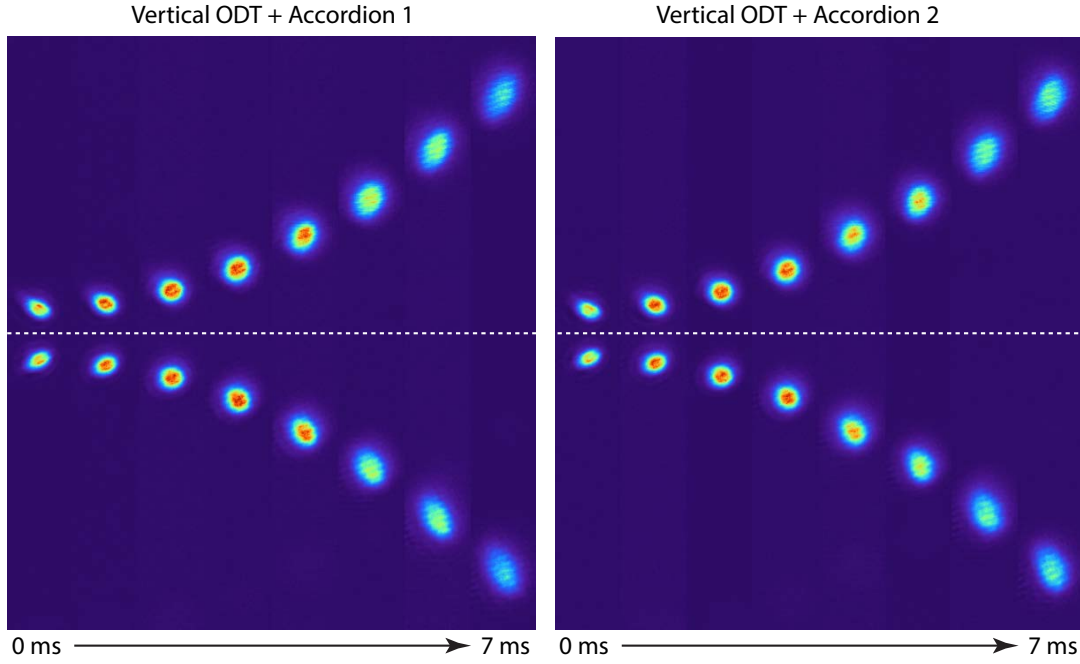 Vertical ODT + Accordion 1
Vertical ODT + Accordion 2
0 ms
7 ms
0 ms
7 ms